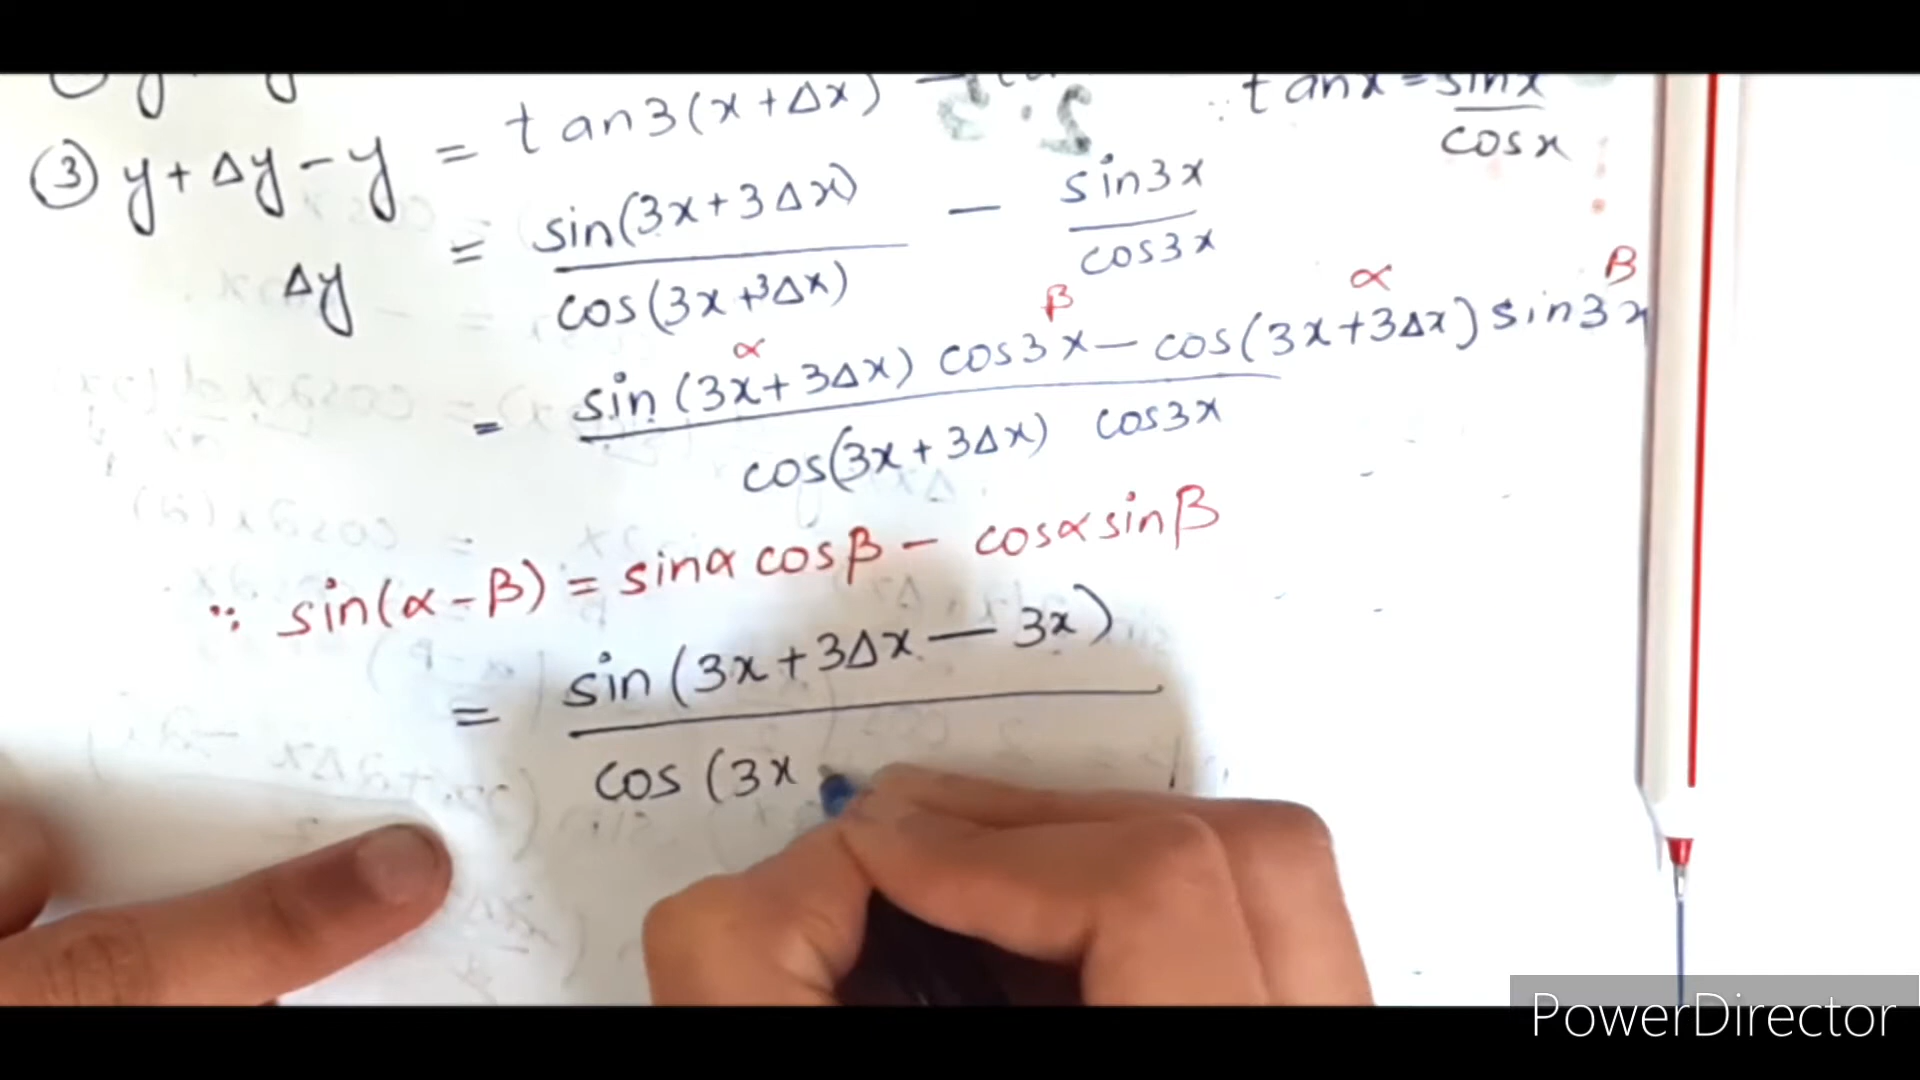 ③ y + Δy - y = tan3(x + Δx) -
∵ tanx = sinx / cosx
Δy = sin(3x + 3Δx) / cos(3x + 3Δx) - sin3x / cos3x
α β α β
= sin(3x + 3Δx) cos3x - cos(3x + 3Δx) sin3x / cos(3x + 3Δx) cos3x
∵ sin(α - β) = sinα cosβ - cosα sinβ
= sin(3x + 3Δx - 3x) / cos(3x
PowerDirector